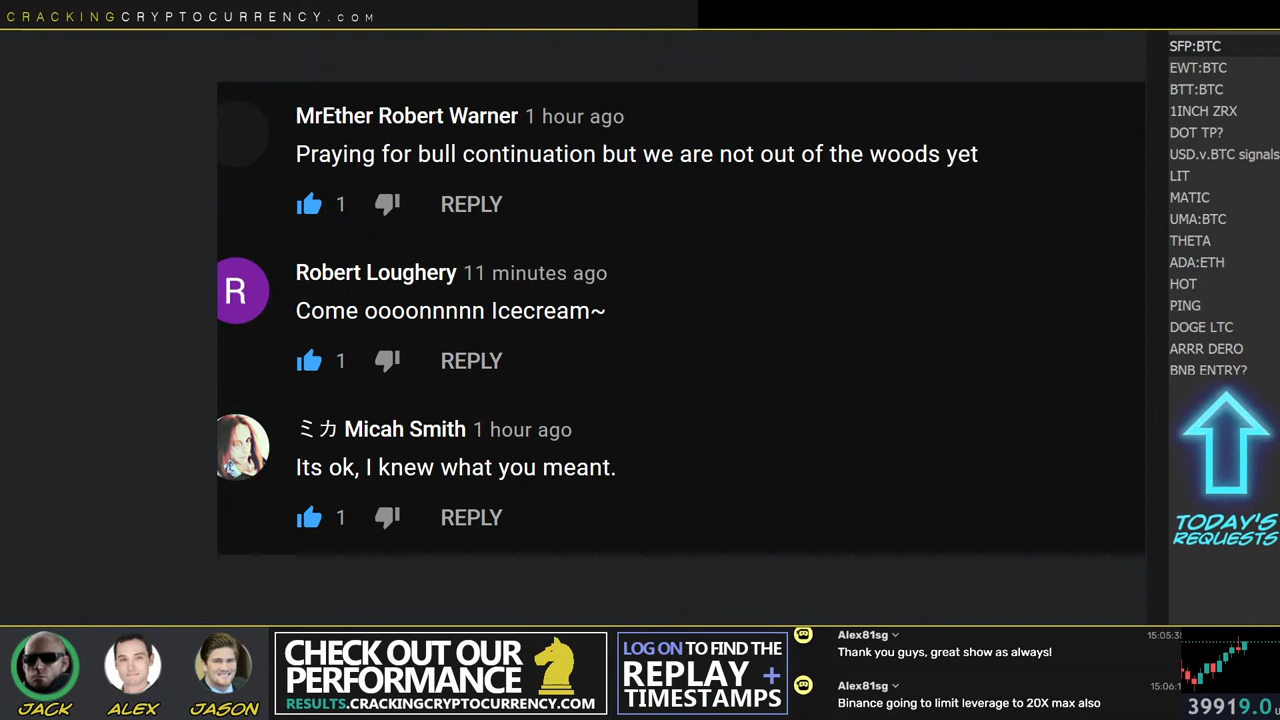 CRACKINGCRYPTOCURRENCY.com
MrEther Robert Warner 1 hour ago
Praying for bull continuation but we are not out of the woods yet
1 REPLY
R
Robert Loughery 11 minutes ago
Come oooonnnnn Icecream~
1 REPLY
ミカ Micah Smith 1 hour ago
Its ok, I knew what you meant.
1 REPLY
SFP:BTC
EWT:BTC
BTT:BTC
1INCH ZRX
DOT TP?
USD.v.BTC signals
LIT
MATIC
UMA:BTC
THETA
ADA:ETH
HOT
PING
DOGE LTC
ARRR DERO
BNB ENTRY?
TODAY'S
REQUESTS
JACK
ALEX
JASON
CHECK OUT OUR
PERFORMANCE
RESULTS.CRACKINGCRYPTOCURRENCY.COM
LOG ON TO FIND THE
REPLAY +
TIMESTAMPS
Alex81sg 15:05:3
Thank you guys, great show as always!
Alex81sg 15:06:1
Binance going to limit leverage to 20X max also
39919.0